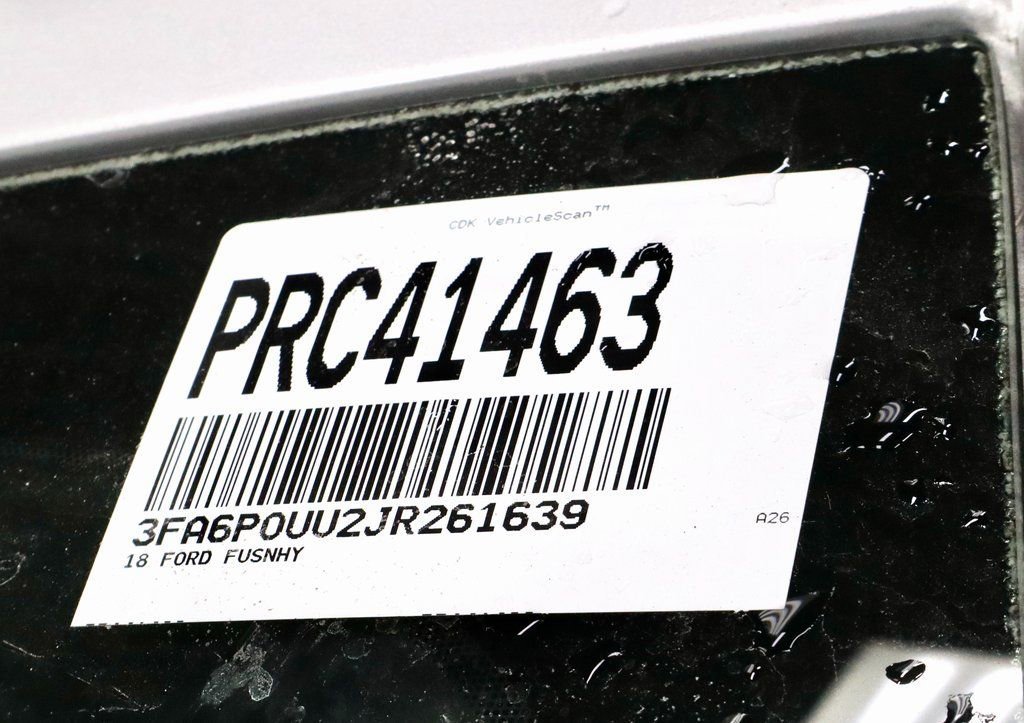 CDK VehicleScan™
PRC41463
3FA6P0UU2JR261639
18 FORD FUSNHY
A26